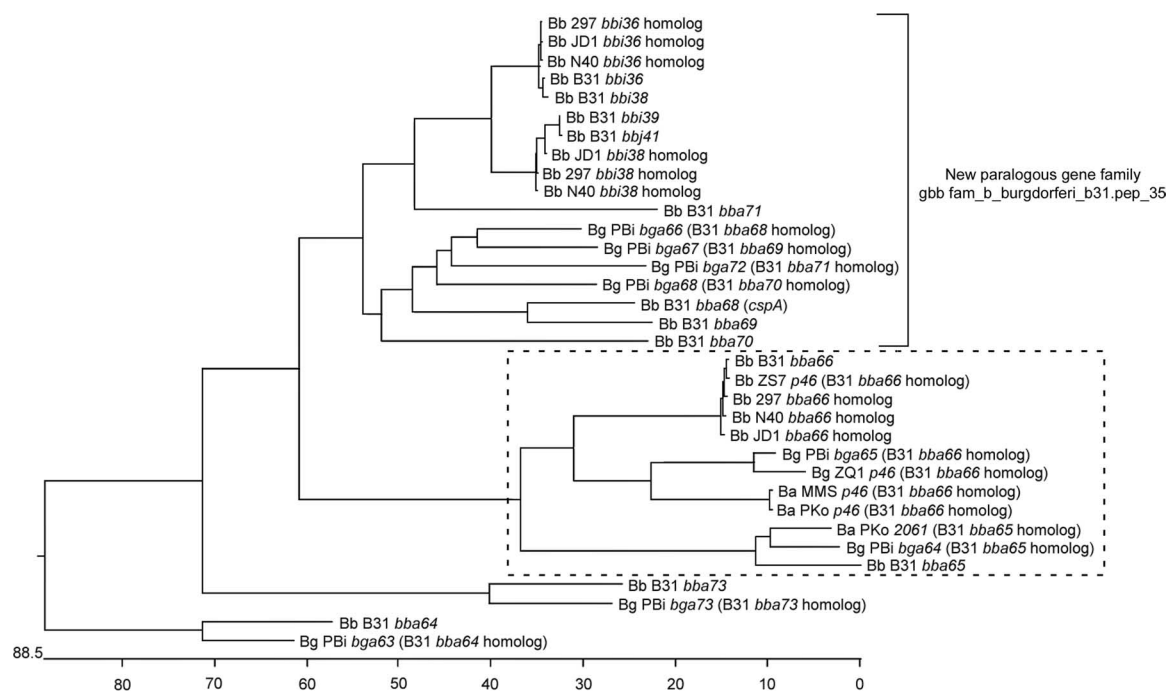 Bb 297 bbi36 homolog
Bb JD1 bbi36 homolog
Bb N40 bbi36 homolog
Bb B31 bbi36
Bb B31 bbi38
Bb B31 bbi39
Bb B31 bbj41
Bb JD1 bbi38 homolog
Bb 297 bbi38 homolog
Bb N40 bbi38 homolog
Bb B31 bba71
Bg PBi bga66 (B31 bba68 homolog)
Bg PBi bga67 (B31 bba69 homolog)
Bg PBi bga72 (B31 bba71 homolog)
Bg PBi bga68 (B31 bba70 homolog)
Bb B31 bba68 (cspA)
Bb B31 bba69
Bb B31 bba70
New paralogous gene family
gbb fam_b_burgdorferi_b31.pep_35
Bb B31 bba66
Bb ZS7 p46 (B31 bba66 homolog)
Bb 297 bba66 homolog
Bb N40 bba66 homolog
Bb JD1 bba66 homolog
Bg PBi bga65 (B31 bba66 homolog)
Bg ZQ1 p46 (B31 bba66 homolog)
Ba MMS p46 (B31 bba66 homolog)
Ba PKo p46 (B31 bba66 homolog)
Ba PKo 2061 (B31 bba65 homolog)
Bg PBi bga64 (B31 bba65 homolog)
Bb B31 bba65
Bb B31 bba73
Bg PBi bga73 (B31 bba73 homolog)
Bb B31 bba64
Bg PBi bga63 (B31 bba64 homolog)
88.5
80 70 60 50 40 30 20 10 0